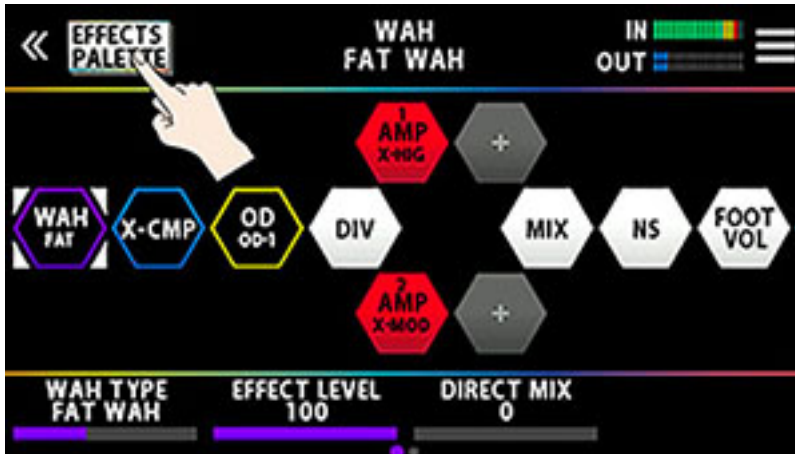 EFFECTS
PALETTE
WAH
FAT WAH
IN
OUT
1
AMP
X-HIG
+
WAH
FAT
X-CMP
OD
OD-1
DIV
MIX
NS
FOOT
VOL
2
AMP
X-MOD
+
WAH TYPE
FAT WAH
EFFECT LEVEL
100
DIRECT MIX
0